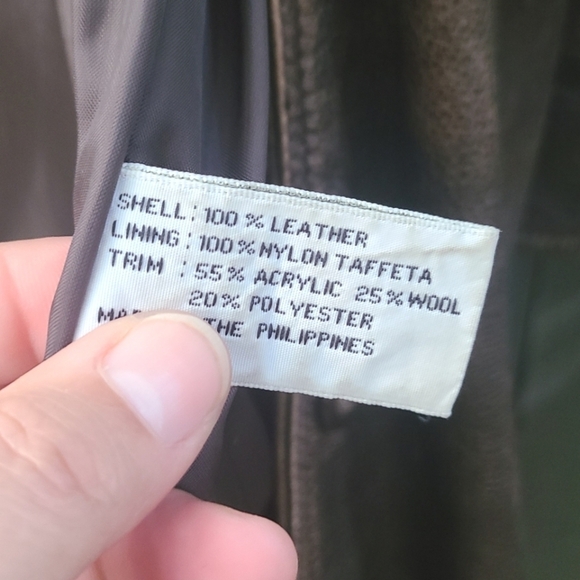 SHELL : 100% LEATHER
LINING : 100% NYLON TAFFETA
TRIM : 55% ACRYLIC 25% WOOL
20% POLYESTER
THE PHILIPPINES